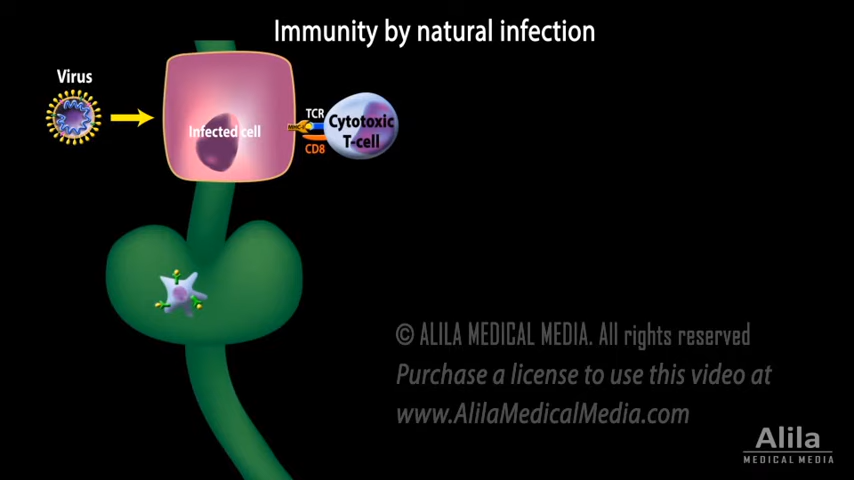 Immunity by natural infection
Virus
Infected cell
TCR
CD8
Cytotoxic
T-cell
© ALILA MEDICAL MEDIA. All rights reserved
Purchase a license to use this video at
www.AlilaMedicalMedia.com
Alila
MEDICAL MEDIA